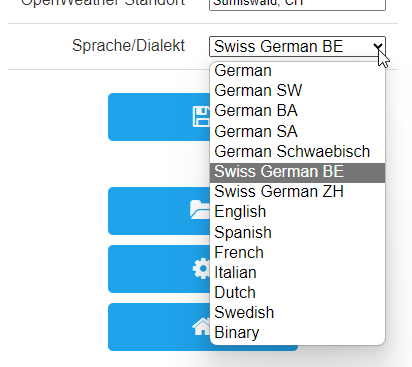 OpenWeather Standort
Sumiswald, CH
Sprache/Dialekt
Swiss German BE
German
German SW
German BA
German SA
German Schwaebisch
Swiss German BE
Swiss German ZH
English
Spanish
French
Italian
Dutch
Swedish
Binary